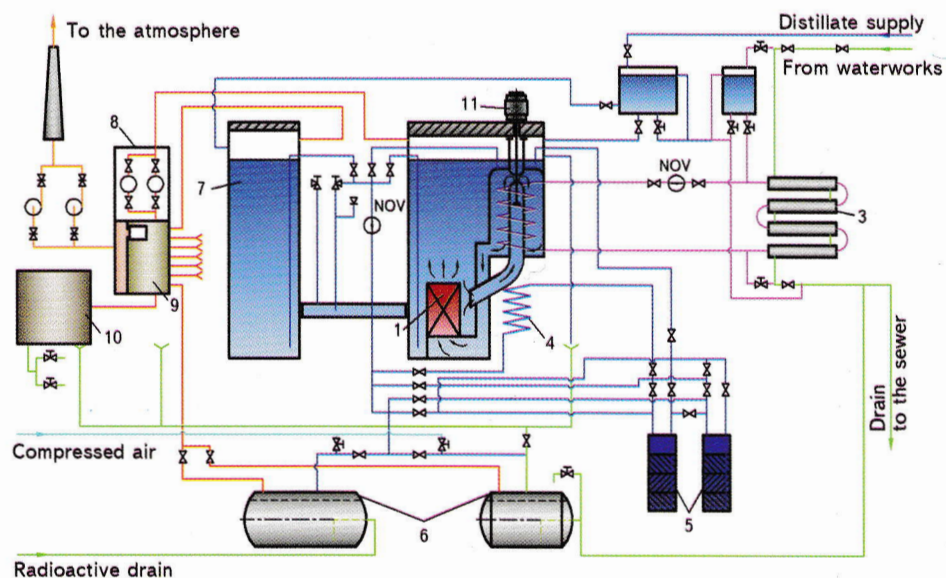 To the atmosphere
Distillate supply
From waterworks
8
11
7
NOV
NOV
3
9
10
1
4
Drain
to the sewer
Compressed air
6
5
Radioactive drain